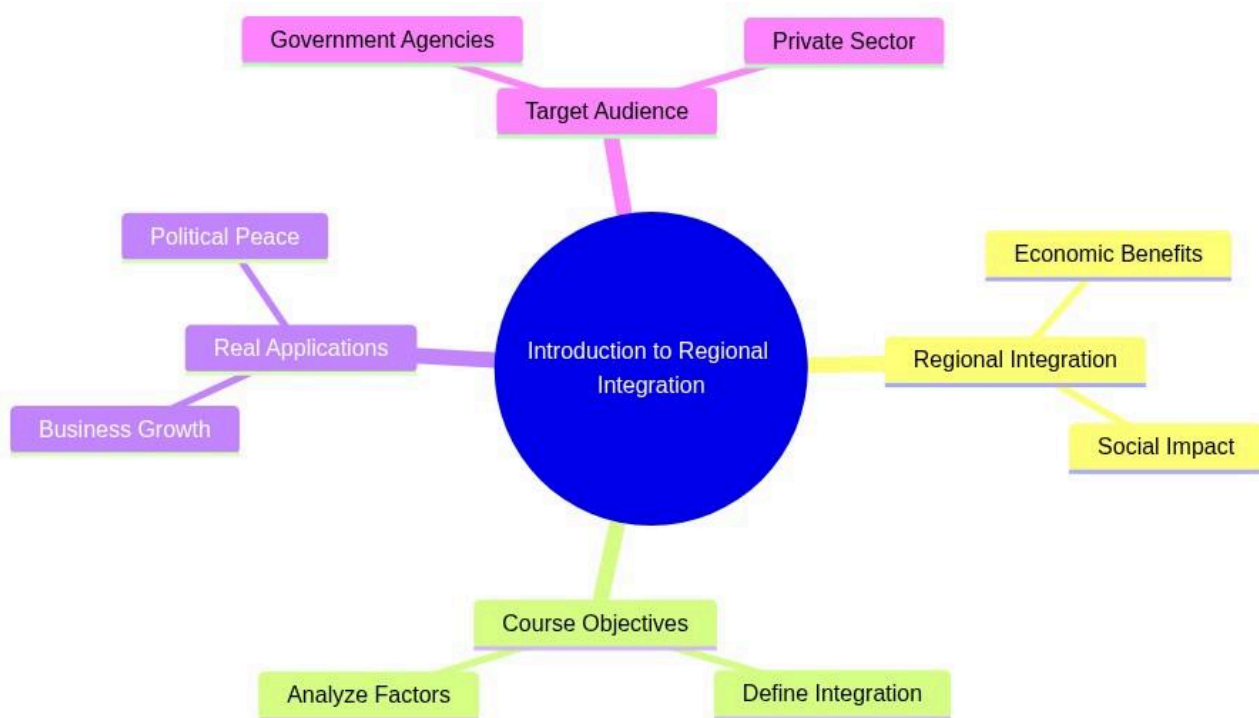 Government Agencies
Private Sector
Target Audience
Political Peace
Economic Benefits
Real Applications
Introduction to Regional
Integration
Regional Integration
Business Growth
Social Impact
Course Objectives
Analyze Factors
Define Integration